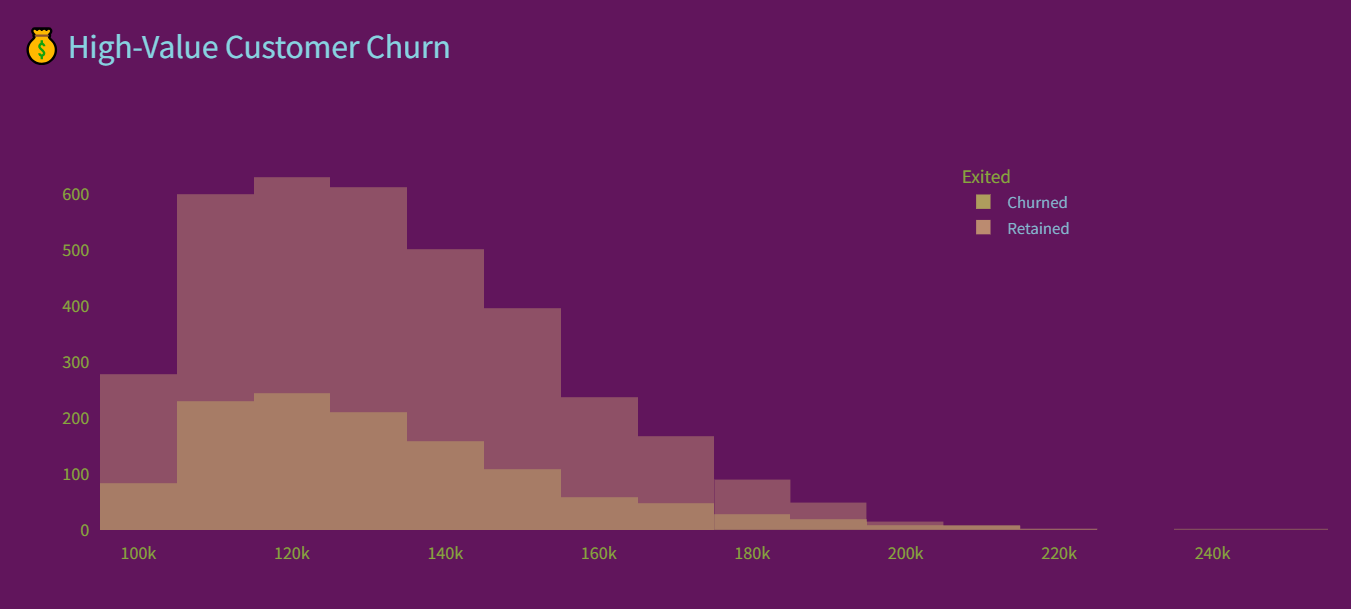 💰 High-Value Customer Churn
Exited
Churned
Retained
600
500
400
300
200
100
0
100k 120k 140k 160k 180k 200k 220k 240k